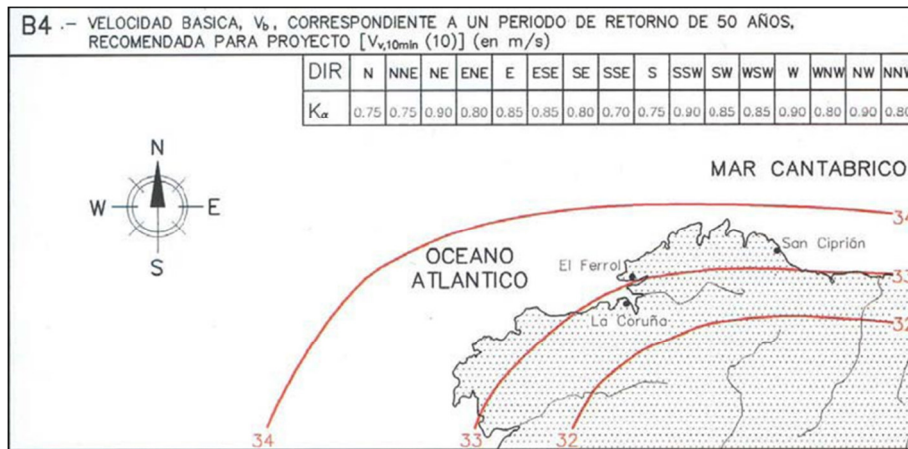 B4 .- VELOCIDAD BASICA, Vb, CORRESPONDIENTE A UN PERIODO DE RETORNO DE 50 AÑOS,
RECOMENDADA PARA PROYECTO [Vv,10min (10)] (en m/s)
DIR N NNE NE ENE E ESE SE SSE S SSW SW WSW W WNW NW NNW
Kα 0.75 0.75 0.90 0.80 0.85 0.85 0.80 0.70 0.75 0.90 0.85 0.85 0.90 0.80 0.90 0.80
N
W E
S
MAR CANTABRICO
34
OCEANO
ATLANTICO
San Ciprián
El Ferrol
33
La Coruña
32
34 33 32